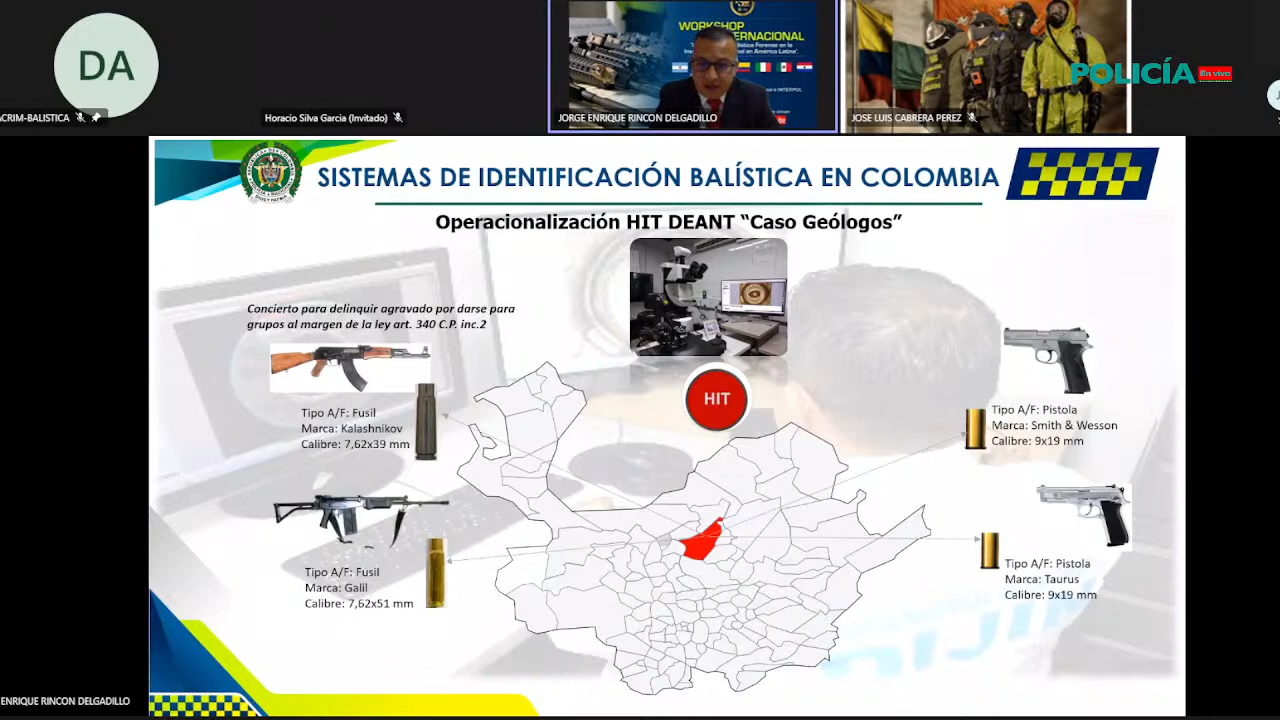 DA
ACRIM-BALISTICA
Horacio Silva Garcia (Invitado)
WORKSHOP
JORGE ENRIQUE RINCON DELGADILLO
JOSE LUIS CABRERA PEREZ
POLICÍA En vivo
SISTEMAS DE IDENTIFICACIÓN BALÍSTICA EN COLOMBIA
Operacionalización HIT DEANT “Caso Geólogos”
Concierto para delinquir agravado por darse para
grupos al margen de la ley art. 340 C.P. inc.2
HIT
Tipo A/F: Fusil
Marca: Kalashnikov
Calibre: 7,62x39 mm
Tipo A/F: Pistola
Marca: Smith & Wesson
Calibre: 9x19 mm
Tipo A/F: Fusil
Marca: Galil
Calibre: 7,62x51 mm
Tipo A/F: Pistola
Marca: Taurus
Calibre: 9x19 mm
ENRIQUE RINCON DELGADILLO